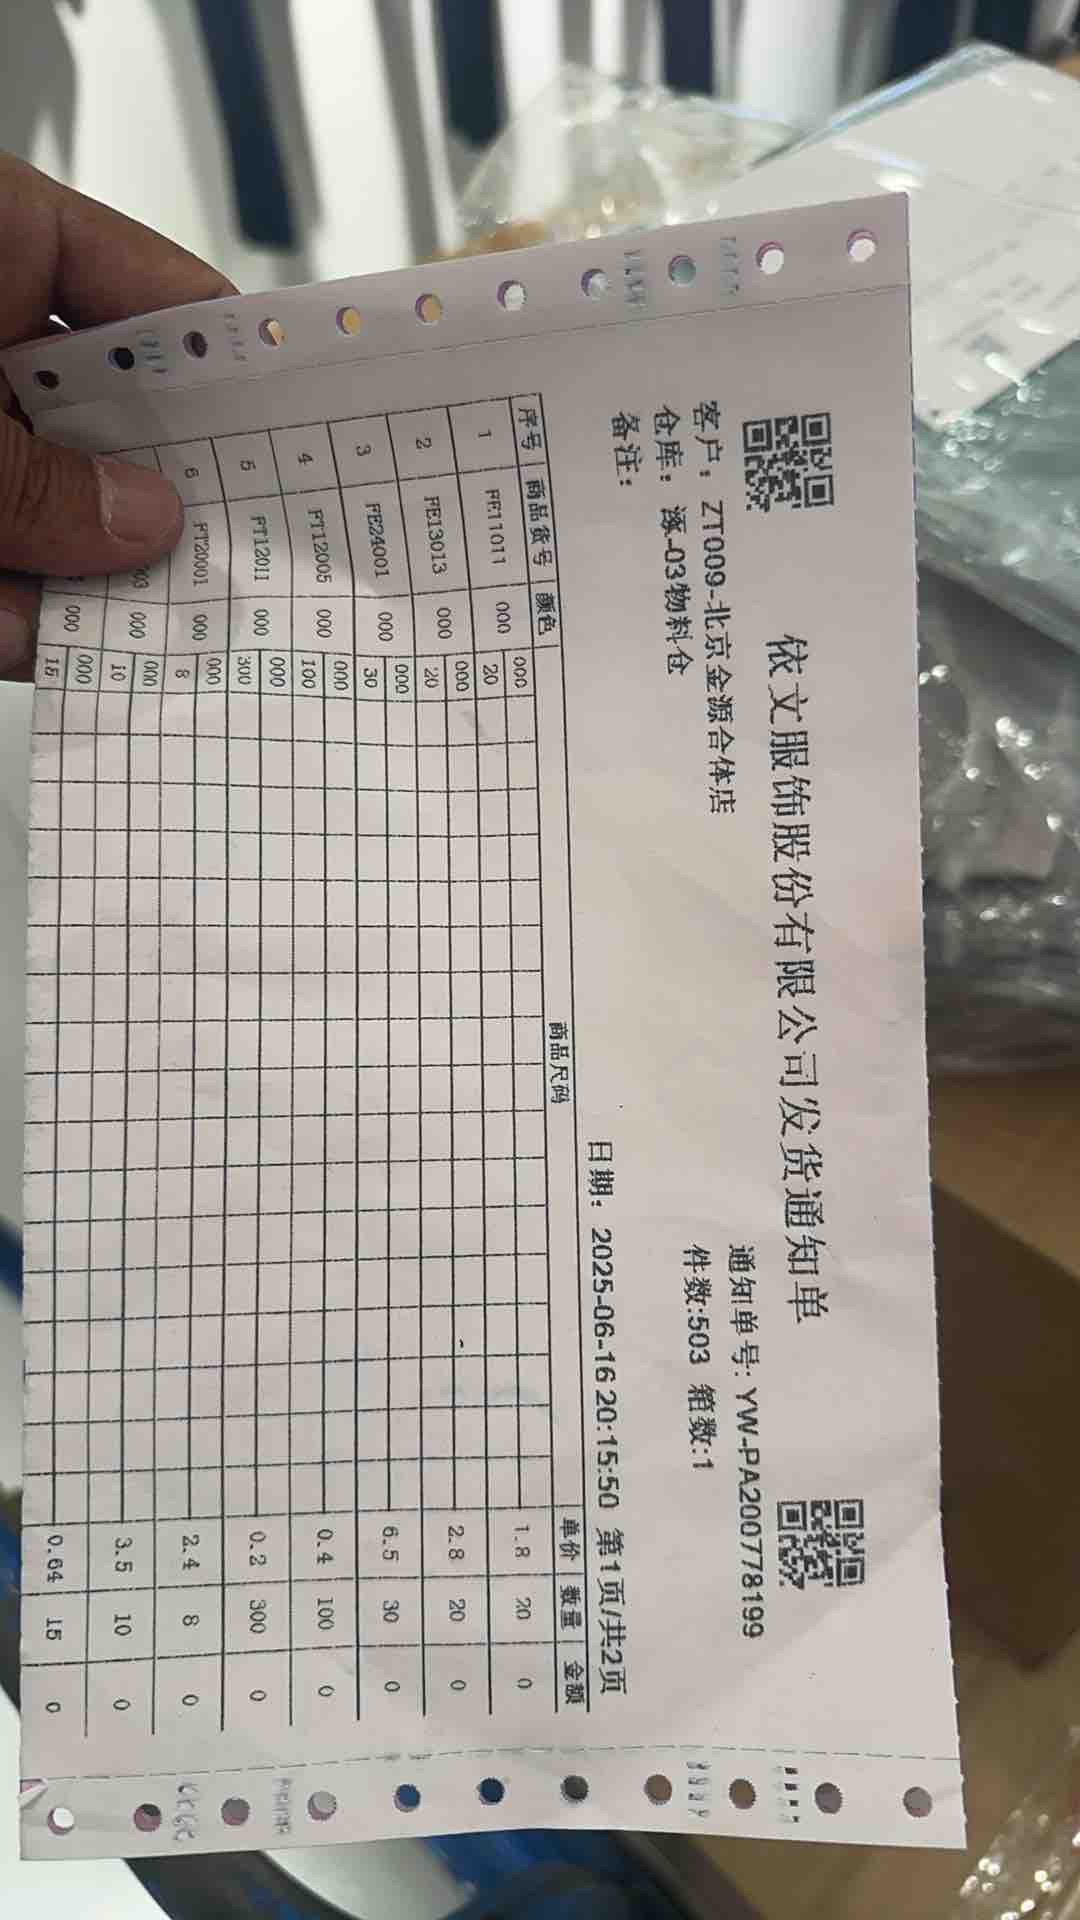 依文服饰股份有限公司发货通知单
客户：ZT009-北京金源合体店
通知单号: YW-PA200778199
仓库：涿-03物料仓
件数:503 箱数:1
备注：
日期：2025-06-16 20:15:50 第1页/共2页
序号 商品货号 颜色 商品尺码 单价 数量 金额
1 FE11011 000 000 20 1.8 20 0
2 FE13013 000 000 20 2.8 20 0
3 FE24001 000 000 30 6.5 30 0
4 FT12005 000 000 100 0.4 100 0
5 FT12011 000 000 300 0.2 300 0
6 FT20001 000 000 8 2.4 8 0
000 000 10 3.5 10 0
000 000 15 0.64 15 0